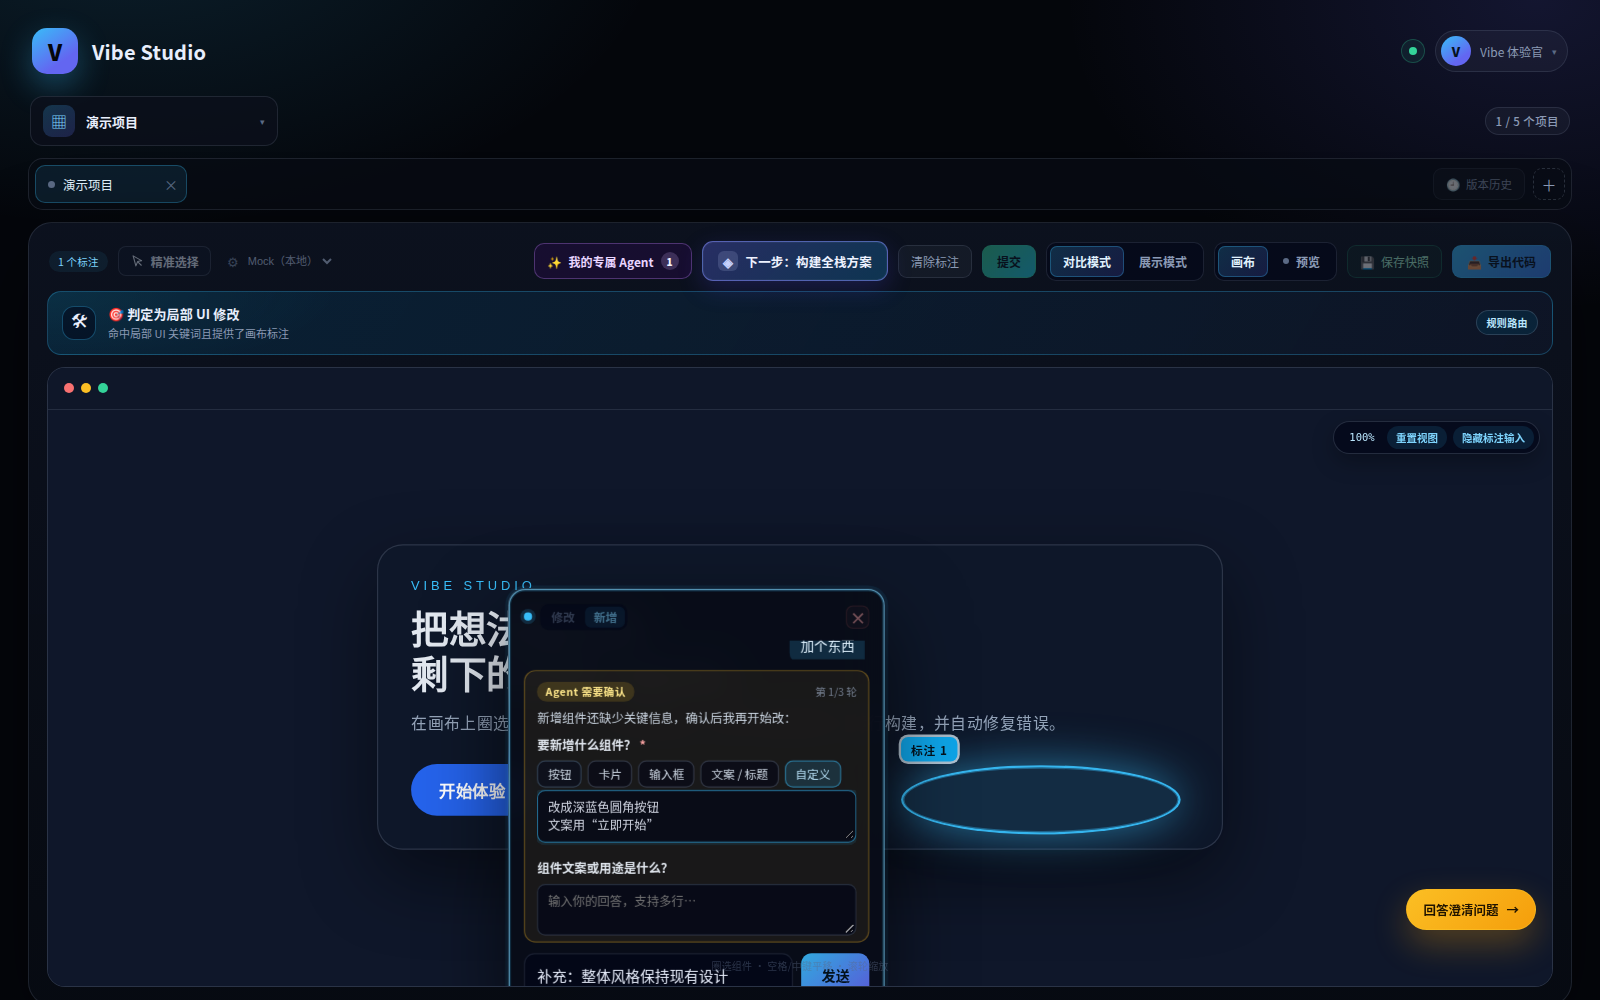 V
Vibe Studio
V
Vibe 体验官
演示项目
1 / 5 个项目
演示项目
版本历史
1 个标注
精准选择
Mock（本地）
我的专属 Agent
1
下一步：构建全栈方案
清除标注
提交
对比模式
展示模式
画布
预览
保存快照
导出代码
判定为局部 UI 修改
命中局部 UI 关键词且提供了画布标注
规则路由
100%
重置视图
隐藏标注输入
VIBE STUDIO
把想法
剩下的
在画布上圈选
构建，并自动修复错误。
开始体验
修改
新增
加个东西
Agent 需要确认
第 1/3 轮
新增组件还缺少关键信息，确认后我再开始改：
要新增什么组件？ *
按钮
卡片
输入框
文案 / 标题
自定义
改成深蓝色圆角按钮
文案用“立即开始”
组件文案或用途是什么？
输入你的回答，支持多行…
补充：整体风格保持现有设计
发送
标注 1
回答澄清问题 →